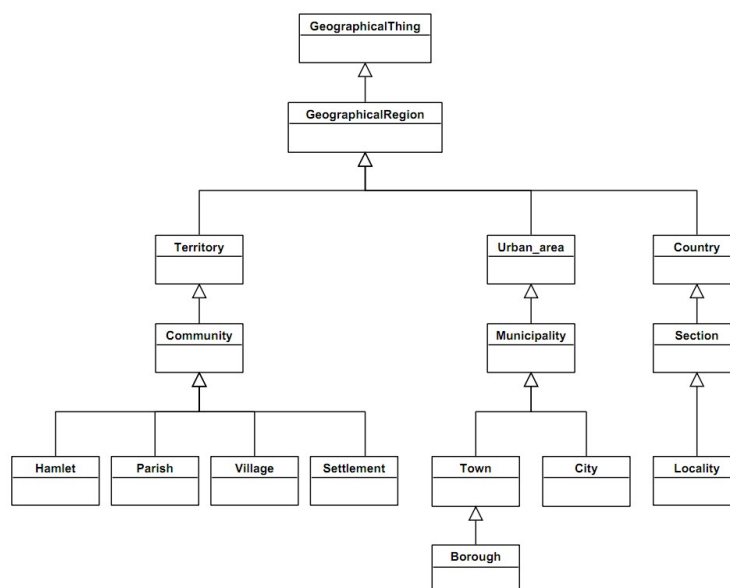 GeographicalThing
GeographicalRegion
Territory
Urban_area
Country
Community
Municipality
Section
Hamlet
Parish
Village
Settlement
Town
City
Locality
Borough